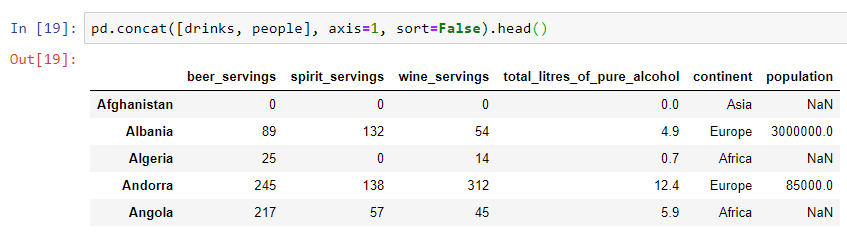 In [19]: pd.concat([drinks, people], axis=1, sort=False).head()
Out[19]:
beer_servings spirit_servings wine_servings total_litres_of_pure_alcohol continent population
Afghanistan 0 0 0 0.0 Asia NaN
Albania 89 132 54 4.9 Europe 3000000.0
Algeria 25 0 14 0.7 Africa NaN
Andorra 245 138 312 12.4 Europe 85000.0
Angola 217 57 45 5.9 Africa NaN